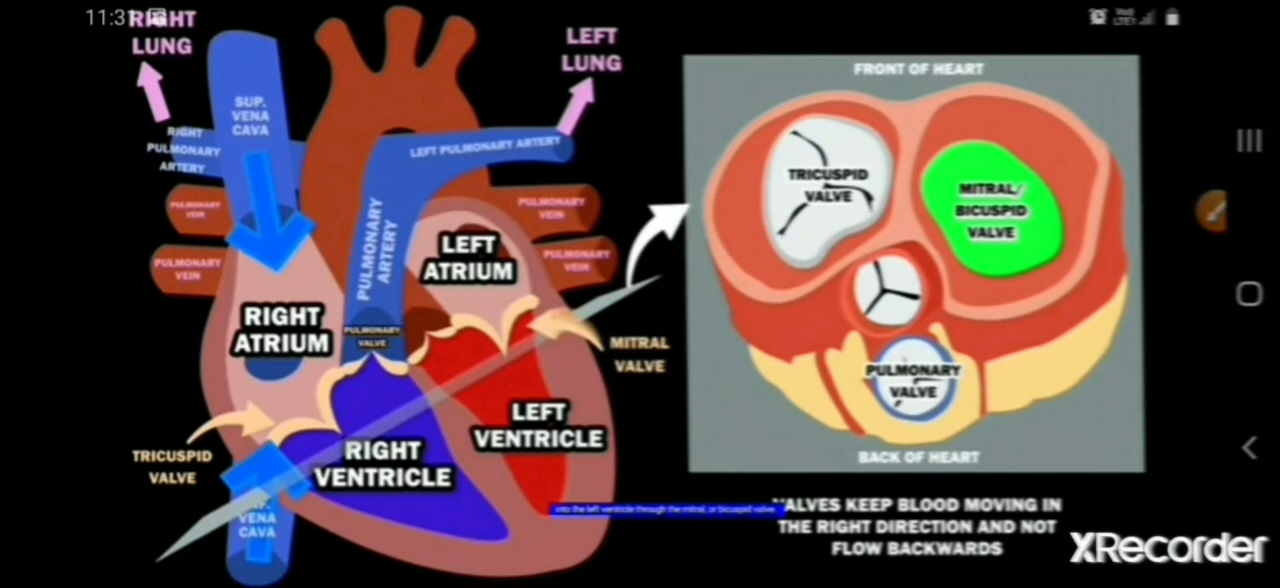 11:31
RIGHT
LUNG
LEFT
LUNG
SUP.
VENA
CAVA
RIGHT
PULMONARY
ARTERY
LEFT PULMONARY ARTERY
PULMONARY
VEIN
PULMONARY
VEIN
PULMONARY
VEIN
PULMONARY
VEIN
PULMONARY
ARTERY
LEFT
ATRIUM
RIGHT
ATRIUM
PULMONARY
VALVE
MITRAL
VALVE
LEFT
VENTRICLE
RIGHT
VENTRICLE
TRICUSPID
VALVE
VENA
CAVA
into the left ventricle through the mitral, or bicuspid valve.
FRONT OF HEART
TRICUSPID
VALVE
MITRAL/
BICUSPID
VALVE
PULMONARY
VALVE
BACK OF HEART
VALVES KEEP BLOOD MOVING IN
THE RIGHT DIRECTION AND NOT
FLOW BACKWARDS
XRecorder